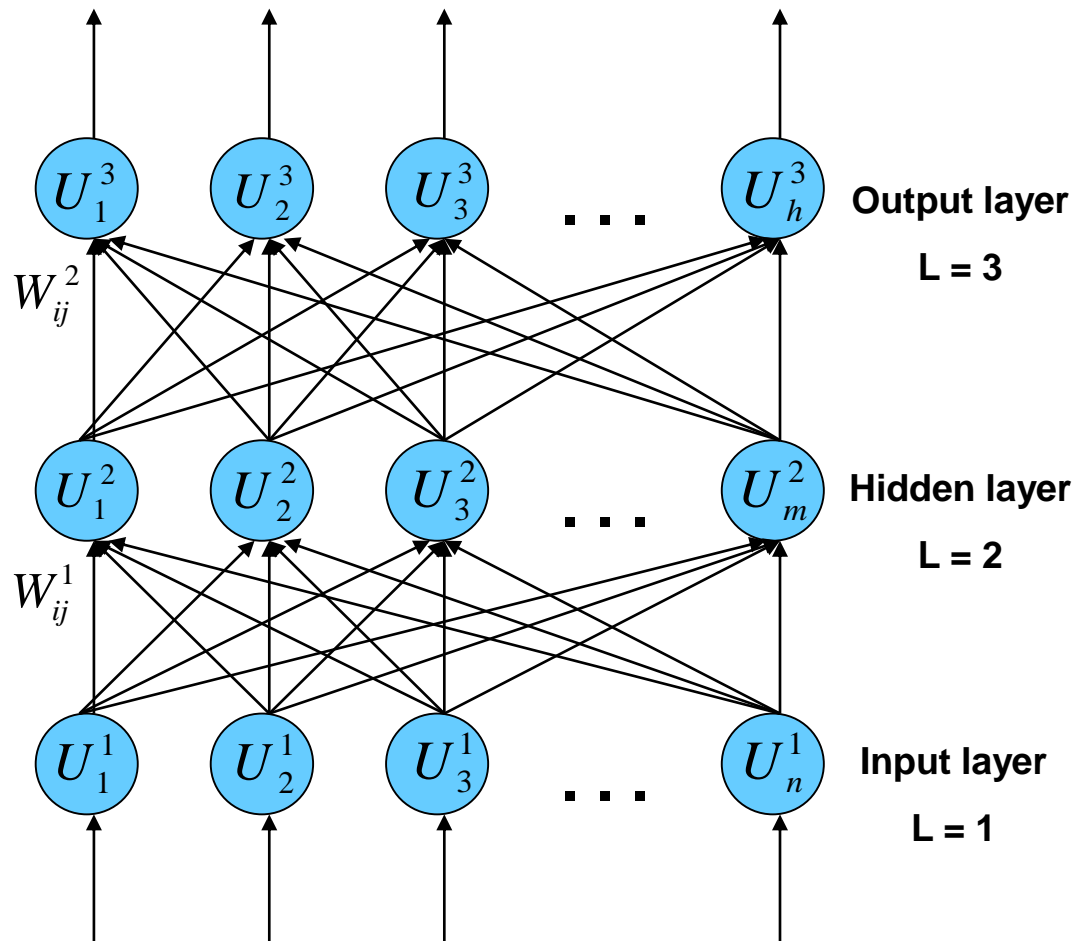 U₁³ U₂³ U₃³ . . . Uₕ³ Output layer
L = 3
Wᵢⱼ²
U₁² U₂² U₃² . . . Uₘ² Hidden layer
L = 2
Wᵢⱼ¹
U₁¹ U₂¹ U₃¹ . . . Uₙ¹ Input layer
L = 1